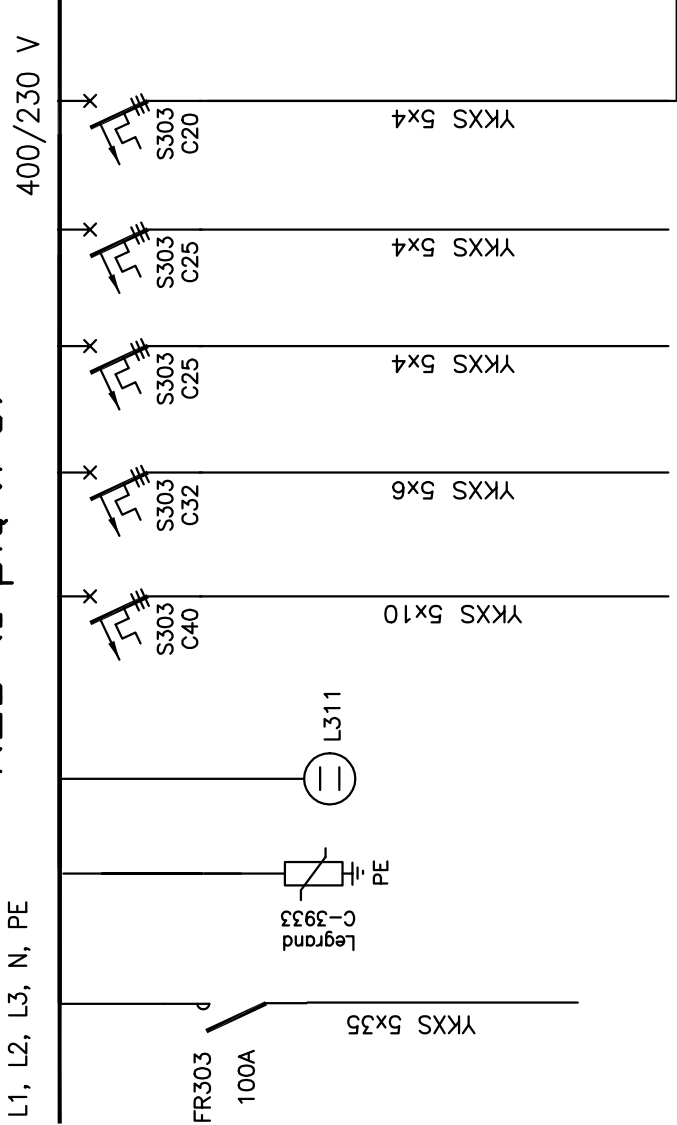 L1, L2, L3, N, PE
400/230 V
FR303
100A
YKXS 5x35
Legrand
C-3933
PE
L311
S303
C40
YKXS 5x10
S303
C32
YKXS 5x6
S303
C25
YKXS 5x4
S303
C25
YKXS 5x4
S303
C20
YKXS 5x4